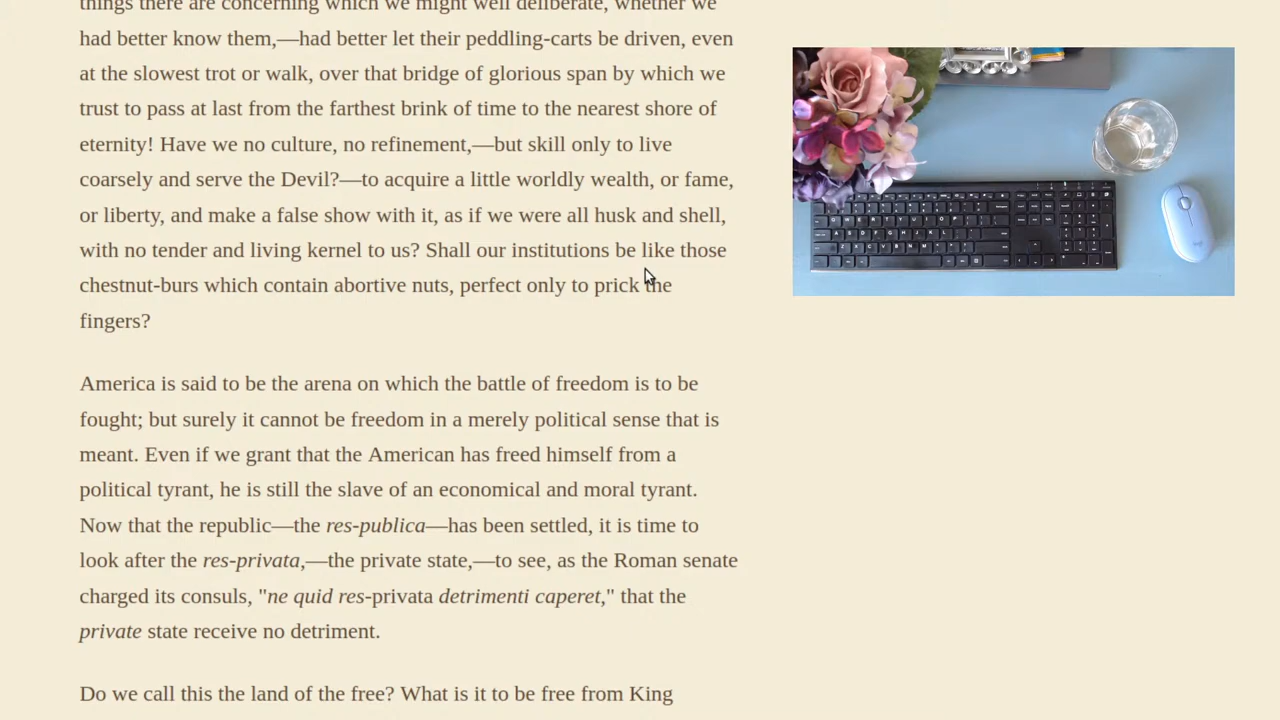 things there are concerning which we might well deliberate, whether we
had better know them,—had better let their peddling-carts be driven, even
at the slowest trot or walk, over that bridge of glorious span by which we
trust to pass at last from the farthest brink of time to the nearest shore of
eternity! Have we no culture, no refinement,—but skill only to live
coarsely and serve the Devil?—to acquire a little worldly wealth, or fame,
or liberty, and make a false show with it, as if we were all husk and shell,
with no tender and living kernel to us? Shall our institutions be like those
chestnut-burs which contain abortive nuts, perfect only to prick the
fingers?
America is said to be the arena on which the battle of freedom is to be
fought; but surely it cannot be freedom in a merely political sense that is
meant. Even if we grant that the American has freed himself from a
political tyrant, he is still the slave of an economical and moral tyrant.
Now that the republic—the res-publica—has been settled, it is time to
look after the res-privata,—the private state,—to see, as the Roman senate
charged its consuls, "ne quid res-privata detrimenti caperet," that the
private state receive no detriment.
Do we call this the land of the free? What is it to be free from King